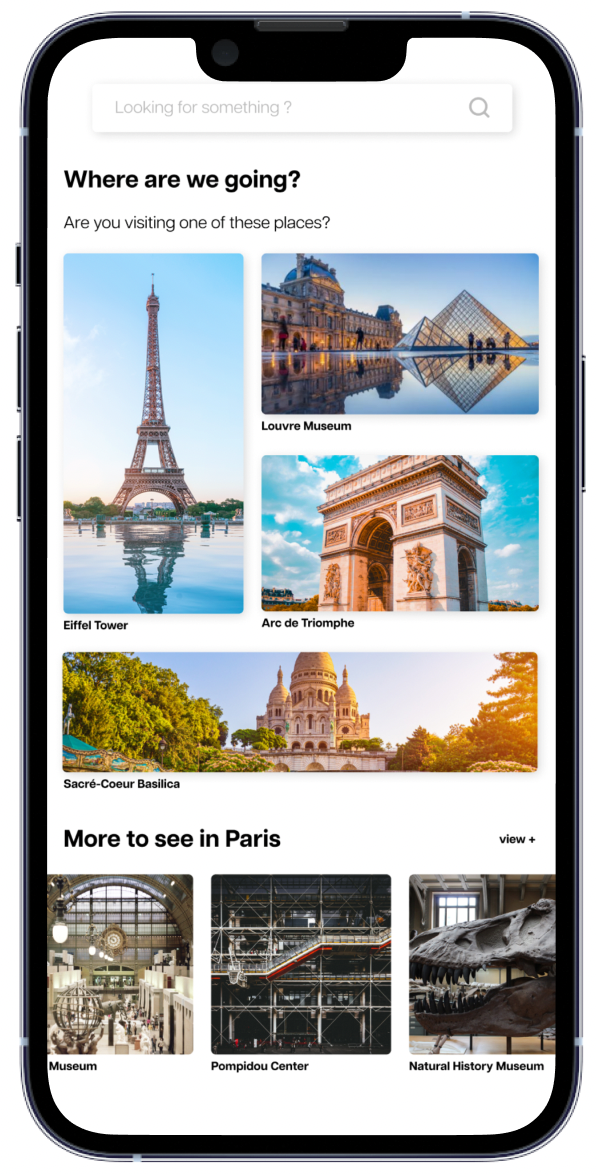 Looking for something ?
Where are we going?
Are you visiting one of these places?
Louvre Museum
Eiffel Tower
Arc de Triomphe
Sacré-Coeur Basilica
More to see in Paris
view +
Museum
Pompidou Center
Natural History Museum